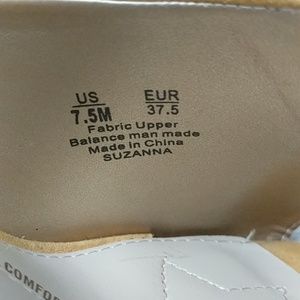 US EUR
7.5M 37.5
Fabric Upper
Balance man made
Made in China
SUZANNA
COMFOR